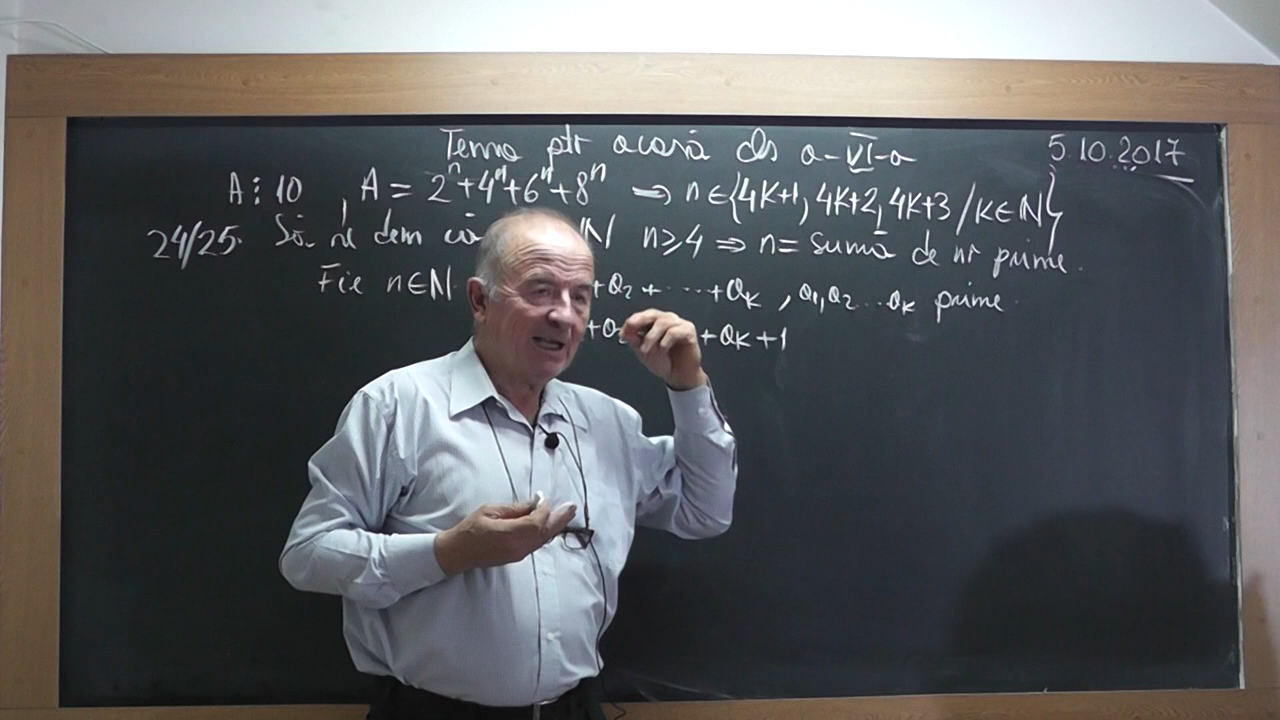 Tema ptr acasă cls a-VI-a 5.10.2017
A⋮10, A = 2ⁿ+4ⁿ+6ⁿ+8ⁿ → n∈{4K+1, 4K+2, 4K+3 / K∈N}
24/25. Să se dem că N n≥4 ⇒ n = sumă de nr prime.
Fie n∈N +a₂ + ... +aₖ, a₁,a₂ ...aₖ prime.
+a₂ +aₖ+1